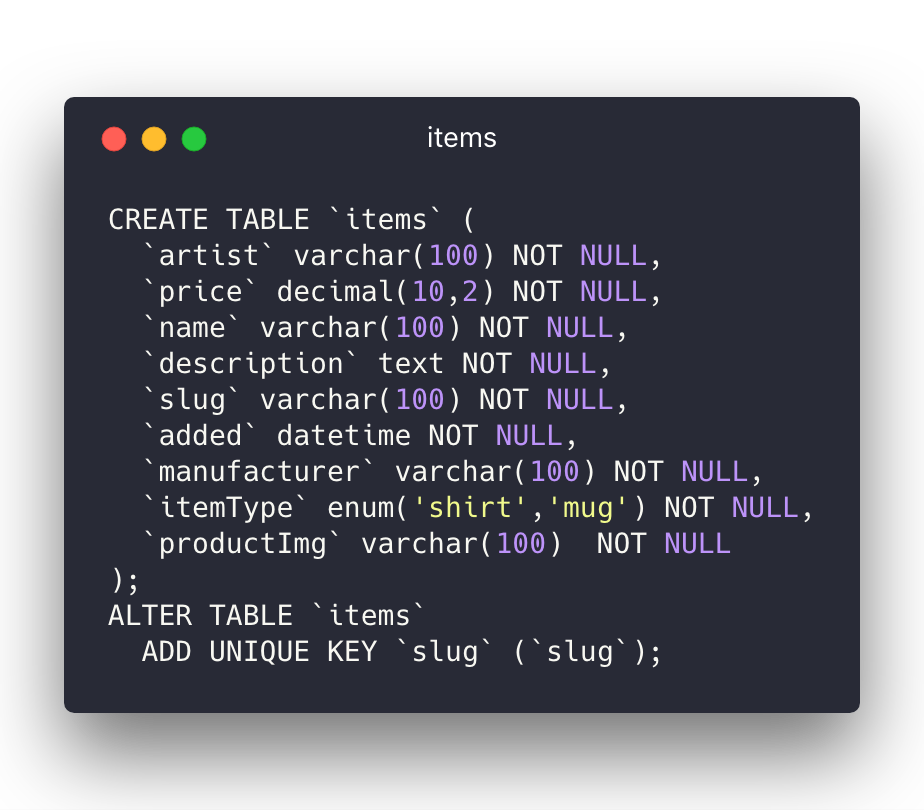 items
CREATE TABLE `items` (
  `artist` varchar(100) NOT NULL,
  `price` decimal(10,2) NOT NULL,
  `name` varchar(100) NOT NULL,
  `description` text NOT NULL,
  `slug` varchar(100) NOT NULL,
  `added` datetime NOT NULL,
  `manufacturer` varchar(100) NOT NULL,
  `itemType` enum('shirt','mug') NOT NULL,
  `productImg` varchar(100)  NOT NULL
);
ALTER TABLE `items`
  ADD UNIQUE KEY `slug` (`slug`);